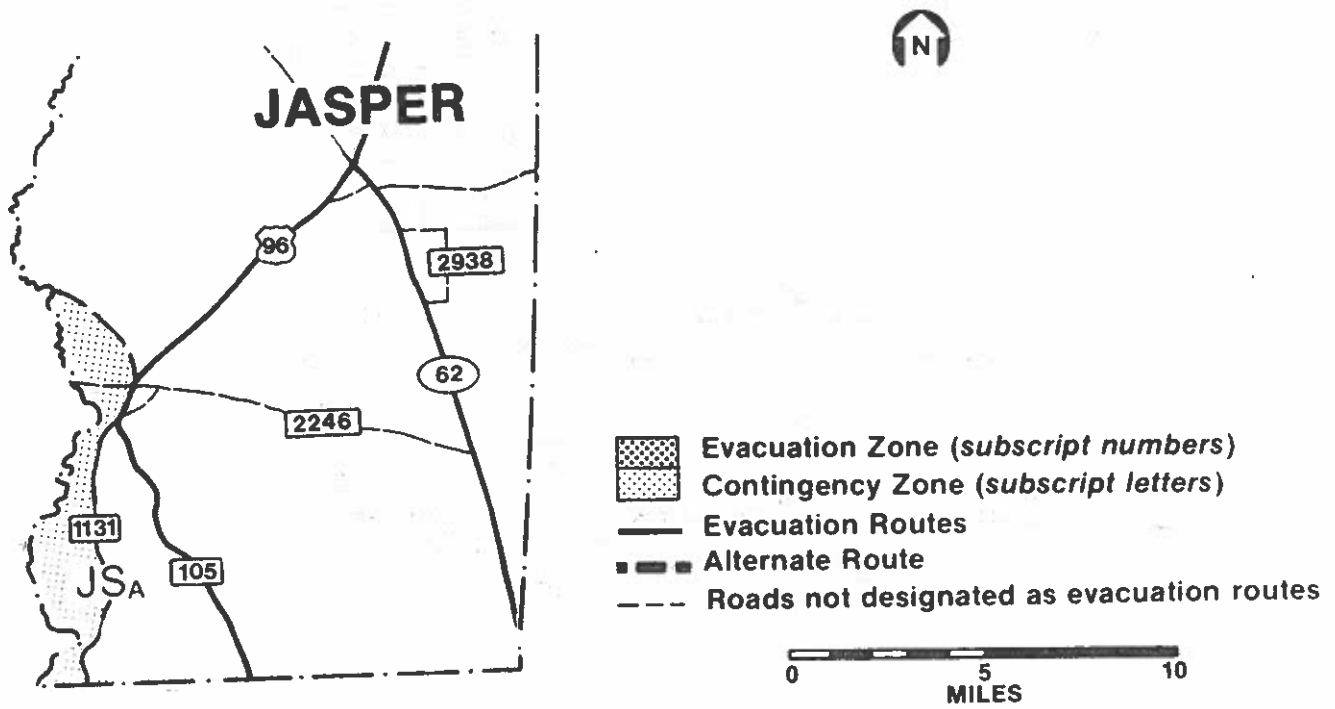 N
JASPER
96
2938
62
2246
1131
105
JSA
Evacuation Zone (subscript numbers)
Contingency Zone (subscript letters)
Evacuation Routes
Alternate Route
Roads not designated as evacuation routes
0 5 10
MILES